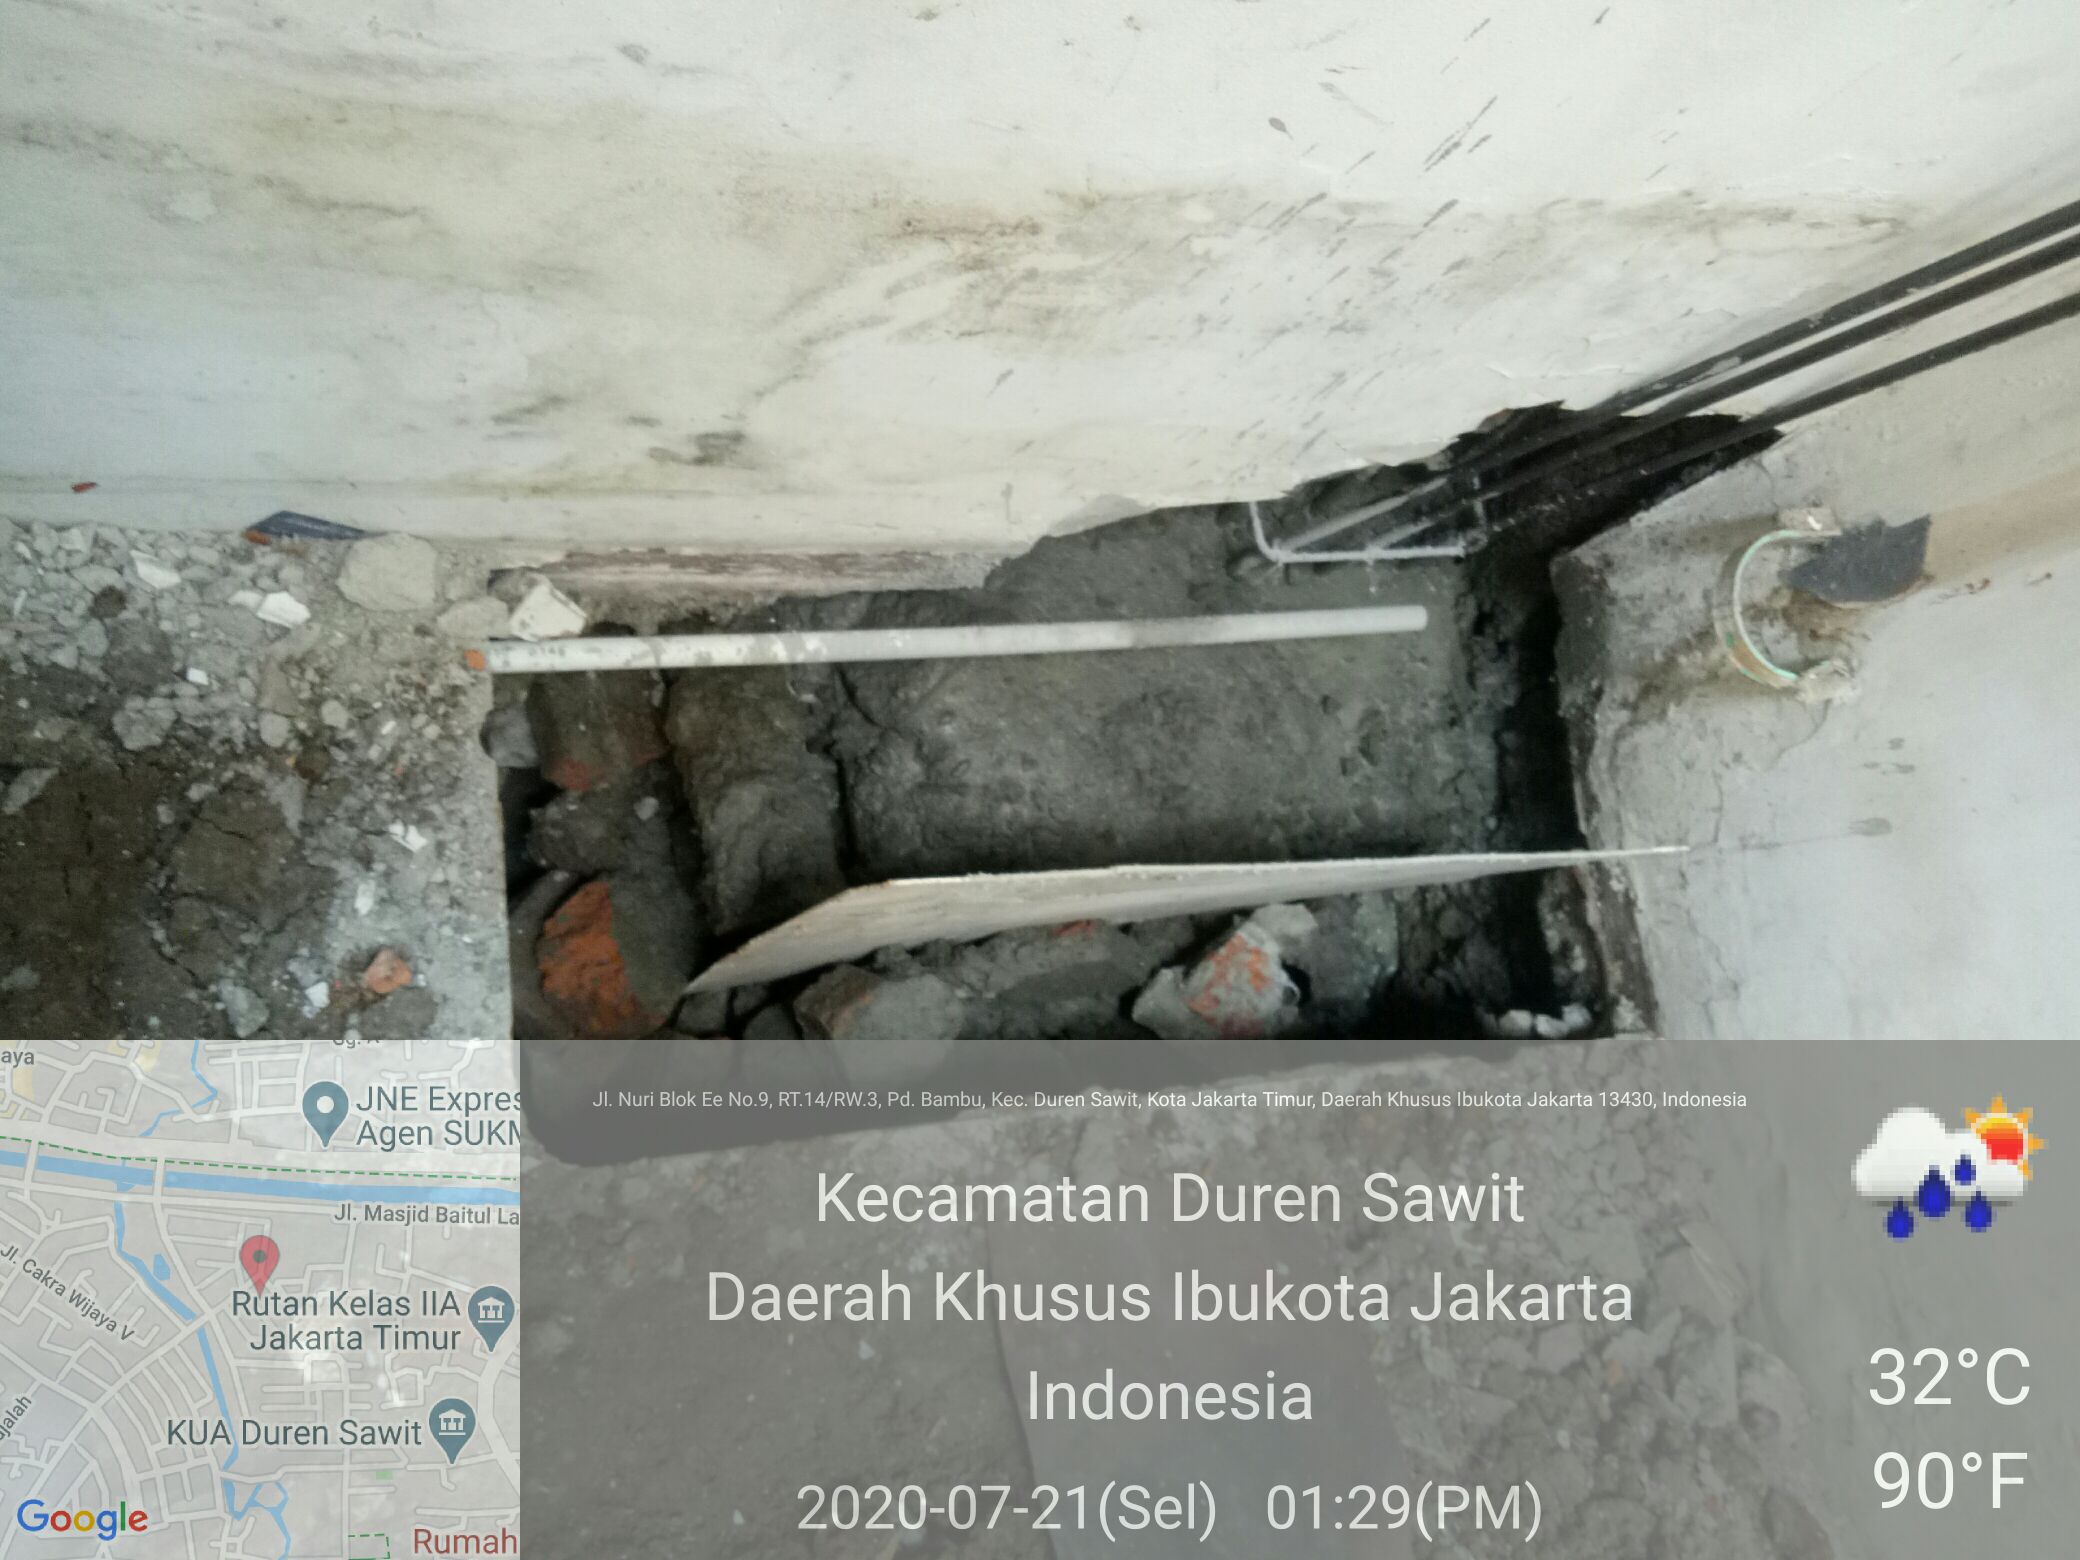 aya
Gg. A
JNE Expres
Agen SUKM
Jl. Masjid Baitul La
Jl. Cakra Wijaya V
Rutan Kelas IIA
Jakarta Timur
KUA Duren Sawit
Rumah
Google
Jl. Nuri Blok Ee No.9, RT.14/RW.3, Pd. Bambu, Kec. Duren Sawit, Kota Jakarta Timur, Daerah Khusus Ibukota Jakarta 13430, Indonesia
Kecamatan Duren Sawit
Daerah Khusus Ibukota Jakarta
Indonesia
2020-07-21(Sel) 01:29(PM)
32°C
90°F